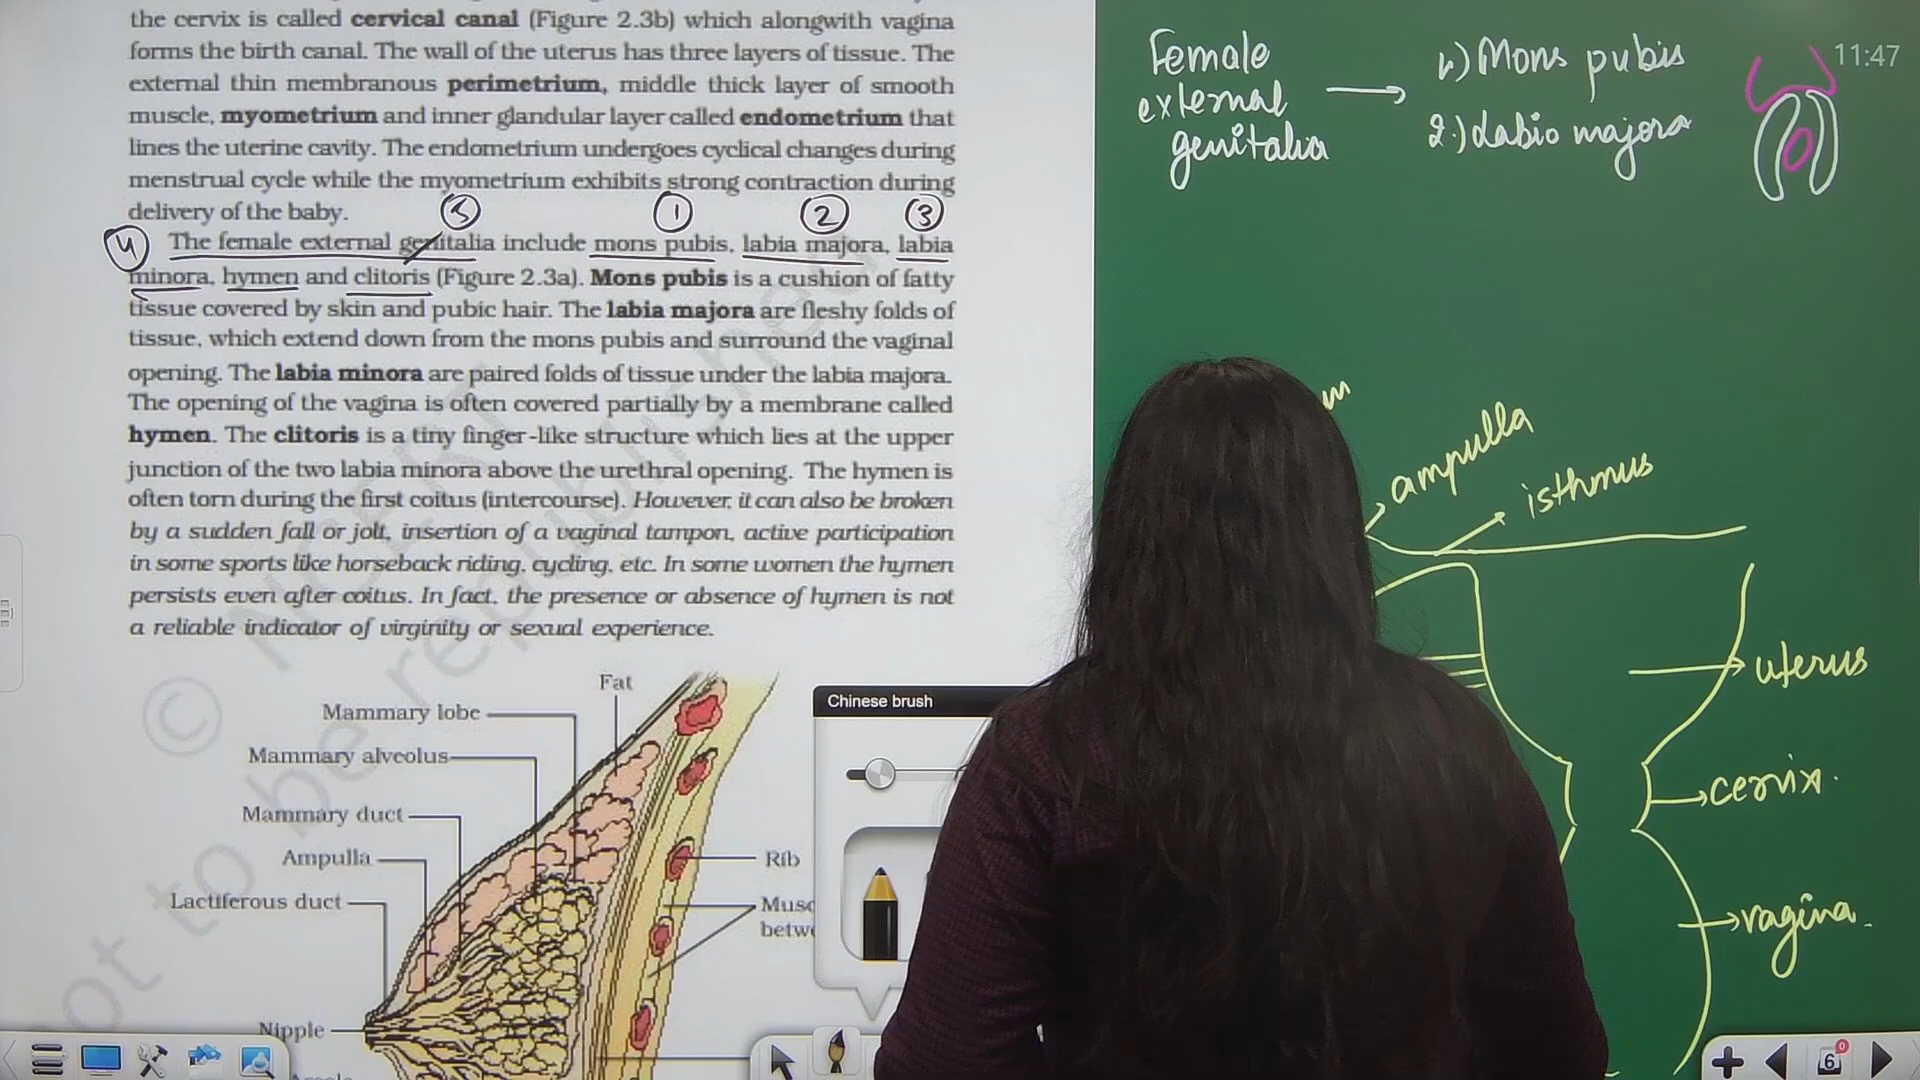 the cervix is called cervical canal (Figure 2.3b) which alongwith vagina
forms the birth canal. The wall of the uterus has three layers of tissue. The
external thin membranous perimetrium, middle thick layer of smooth
muscle, myometrium and inner glandular layer called endometrium that
lines the uterine cavity. The endometrium undergoes cyclical changes during
menstrual cycle while the myometrium exhibits strong contraction during
delivery of the baby.
5 1 2 3
4
The female external genitalia include mons pubis, labia majora, labia
minora, hymen and clitoris (Figure 2.3a). Mons pubis is a cushion of fatty
tissue covered by skin and pubic hair. The labia majora are fleshy folds of
tissue, which extend down from the mons pubis and surround the vaginal
opening. The labia minora are paired folds of tissue under the labia majora.
The opening of the vagina is often covered partially by a membrane called
hymen. The clitoris is a tiny finger-like structure which lies at the upper
junction of the two labia minora above the urethral opening. The hymen is
often torn during the first coitus (intercourse). However, it can also be broken
by a sudden fall or jolt, insertion of a vaginal tampon, active participation
in some sports like horseback riding, cycling, etc. In some women the hymen
persists even after coitus. In fact, the presence or absence of hymen is not
a reliable indicator of virginity or sexual experience.
Fat
Mammary lobe
Mammary alveolus
Mammary duct
Ampulla
Lactiferous duct
Nipple
Rib
© NCERT
not to be republished
Chinese brush
Female
external
genitalia
1.) Mons pubis
2.) Labio majora
11:47
ampulla
isthmus
uterus
cervix.
vagina.
6
0